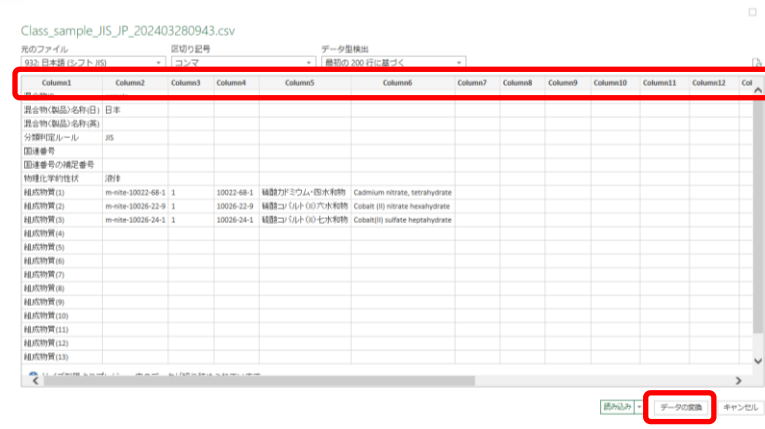 Class_sample_JIS_JP_202403280943.csv
元のファイル 区切り記号 データ型検出
932: 日本語 (シフト JIS) コンマ 最初の 200 行に基づく
Column1 Column2 Column3 Column4 Column5 Column6 Column7 Column8 Column9 Column10 Column11 Column12 Col
混合物(製品)名称(日) 日本
混合物(製品)名称(英)
分類判定ルール JIS
国連番号
国連番号の補足番号
物理化学的性状 液体
組成物質(1) m-nite-10022-68-1 1 10022-68-1 硝酸カドミウム・四水和物 Cadmium nitrate, tetrahydrate
組成物質(2) m-nite-10026-22-9 1 10026-22-9 硝酸コバルト(II)六水和物 Cobalt (II) nitrate hexahydrate
組成物質(3) m-nite-10026-24-1 1 10026-24-1 硫酸コバルト(II)七水和物 Cobalt(II) sulfate heptahydrate
組成物質(4)
組成物質(5)
組成物質(6)
組成物質(7)
組成物質(8)
組成物質(9)
組成物質(10)
組成物質(11)
組成物質(12)
組成物質(13)
読み込み データの変換 キャンセル